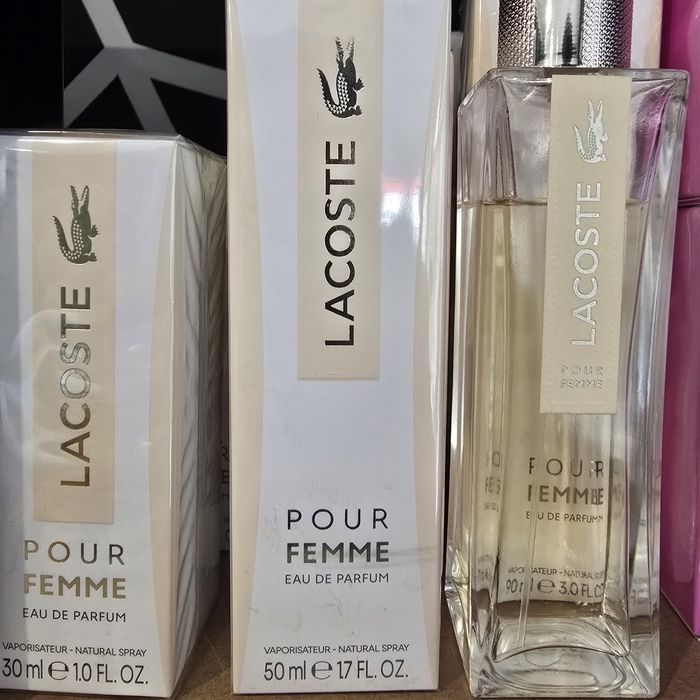 LACOSTE
POUR
FEMME
EAU DE PARFUM
VAPORISATEUR - NATURAL SPRAY
30 ml e 1.0 FL. OZ.
LACOSTE
POUR
FEMME
EAU DE PARFUM
VAPORISATEUR - NATURAL SPRAY
50 ml e 1.7 FL. OZ.
LACOSTE
POUR
FEMME
POUR
FEMME
EAU DE PARFUM
VAPORISATEUR - NATURAL
90 ml e 3.0 FL.